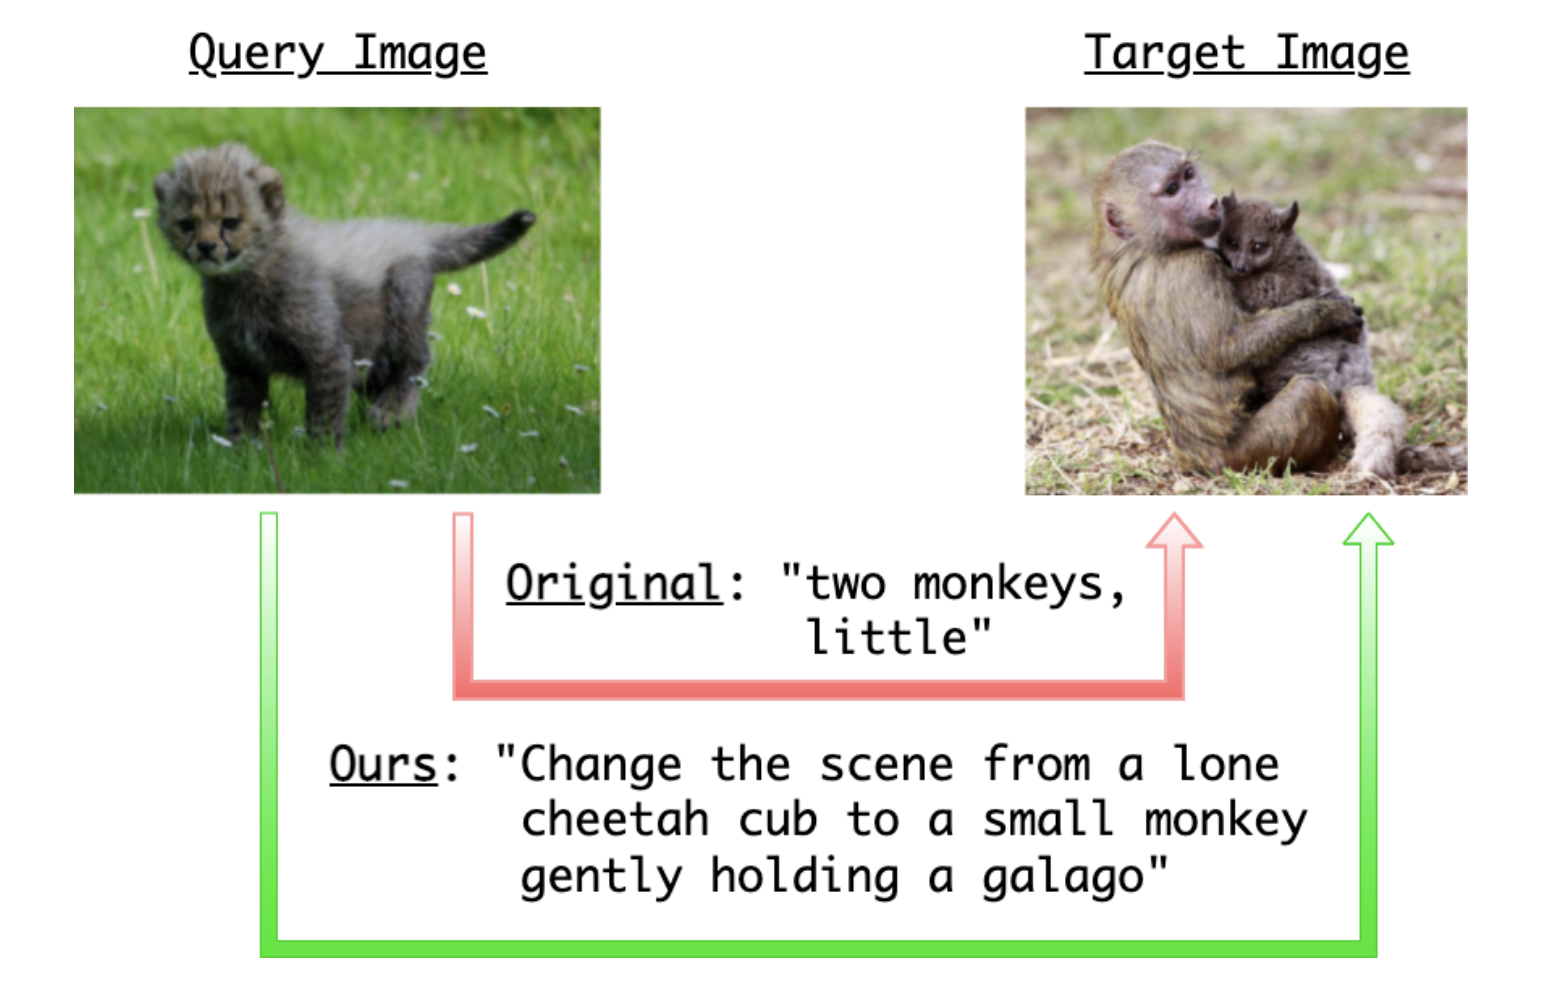 Query Image
Target Image
Original: "two monkeys,
little"
Ours: "Change the scene from a lone
cheetah cub to a small monkey
gently holding a galago"